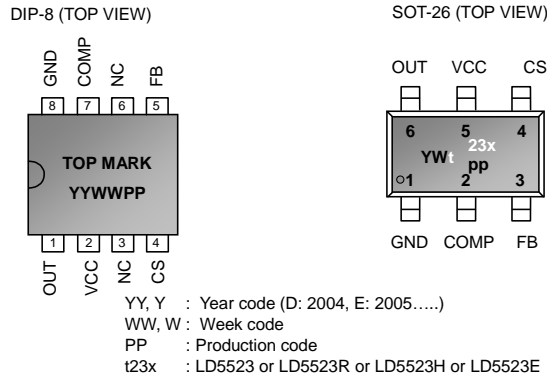 DIP-8 (TOP VIEW)
GND COMP NC FB
8 7 6 5
TOP MARK
YYWWPP
1 2 3 4
OUT VCC NC CS
SOT-26 (TOP VIEW)
OUT VCC CS
6 5 4
YWt 23x
pp
1 2 3
GND COMP FB
YY, Y : Year code (D: 2004, E: 2005.....)
WW, W : Week code
PP : Production code
t23x : LD5523 or LD5523R or LD5523H or LD5523E